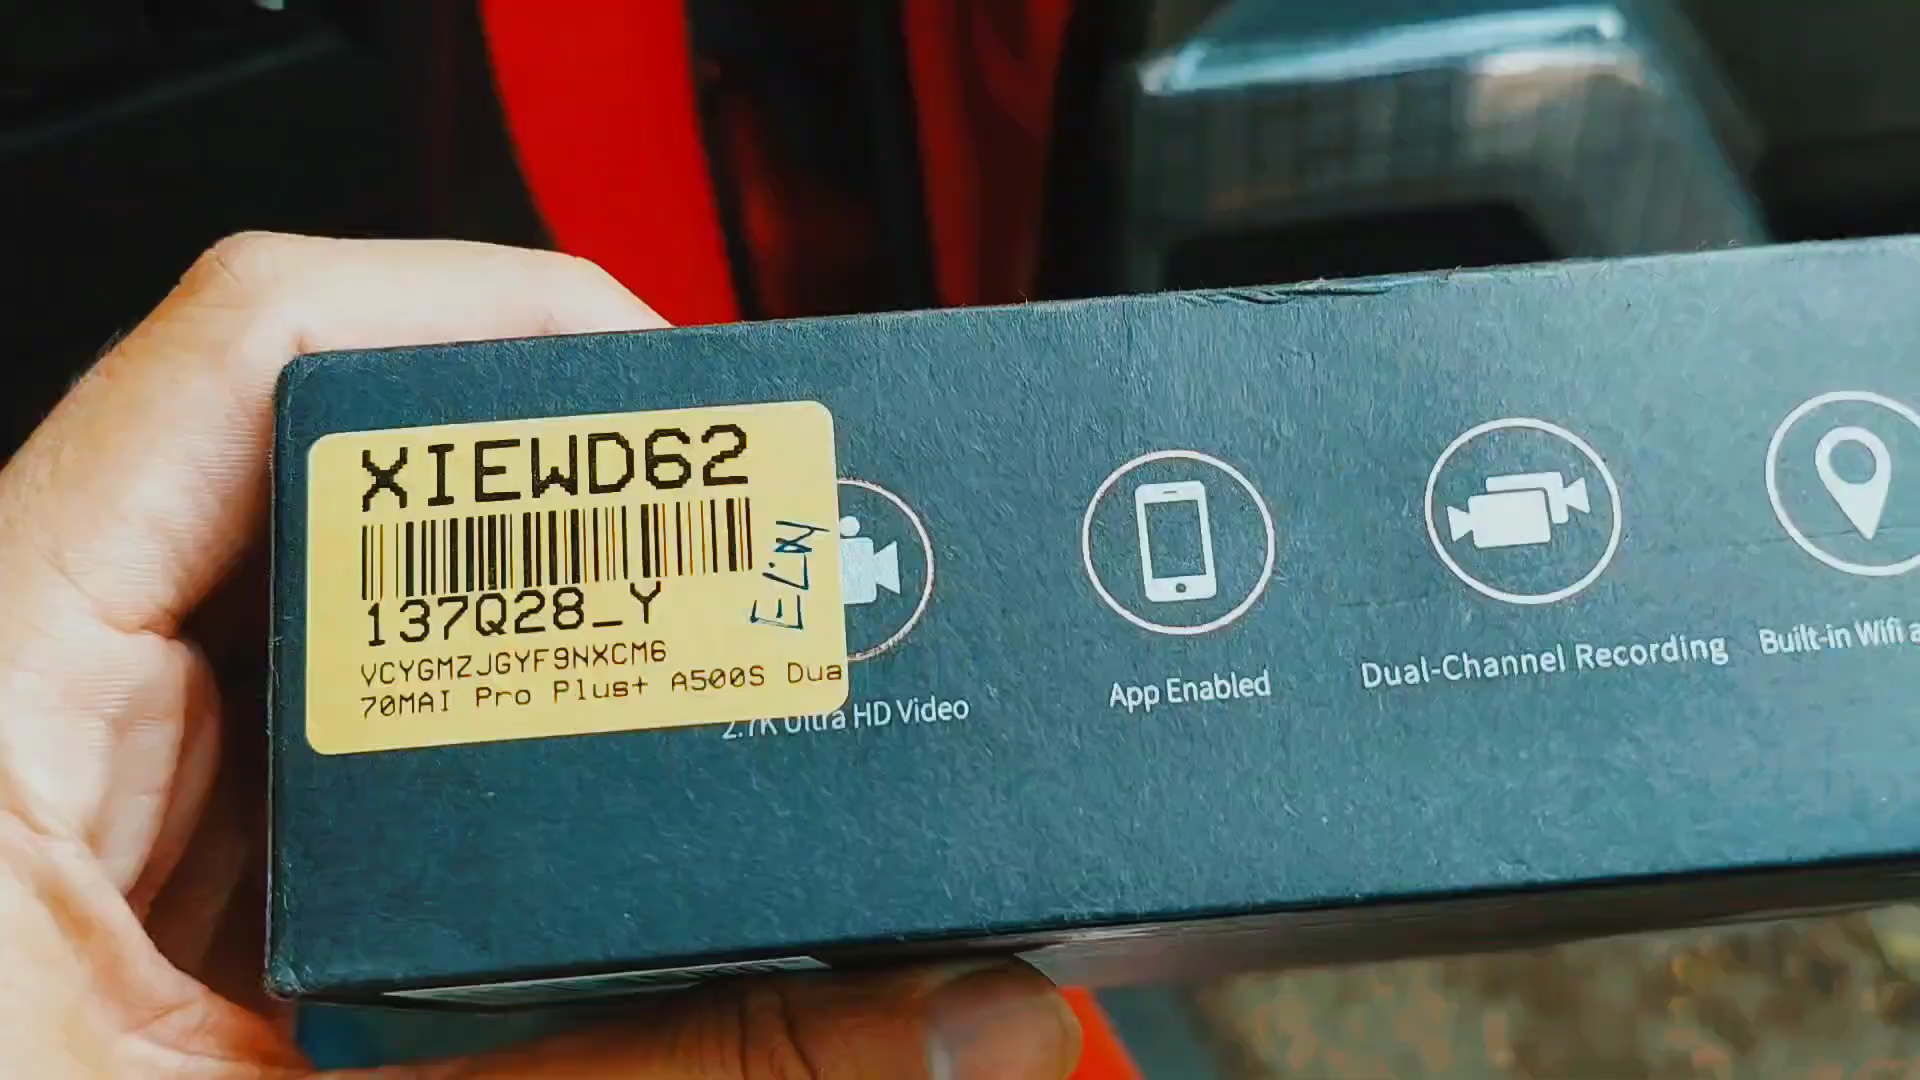 XIEWD62
137Q28_Y
VCYGMZJGYF9NXCM6
70MAI Pro Plus+ A500S Dua
2.7K Ultra HD Video
App Enabled
Dual-Channel Recording
Built-in Wifi